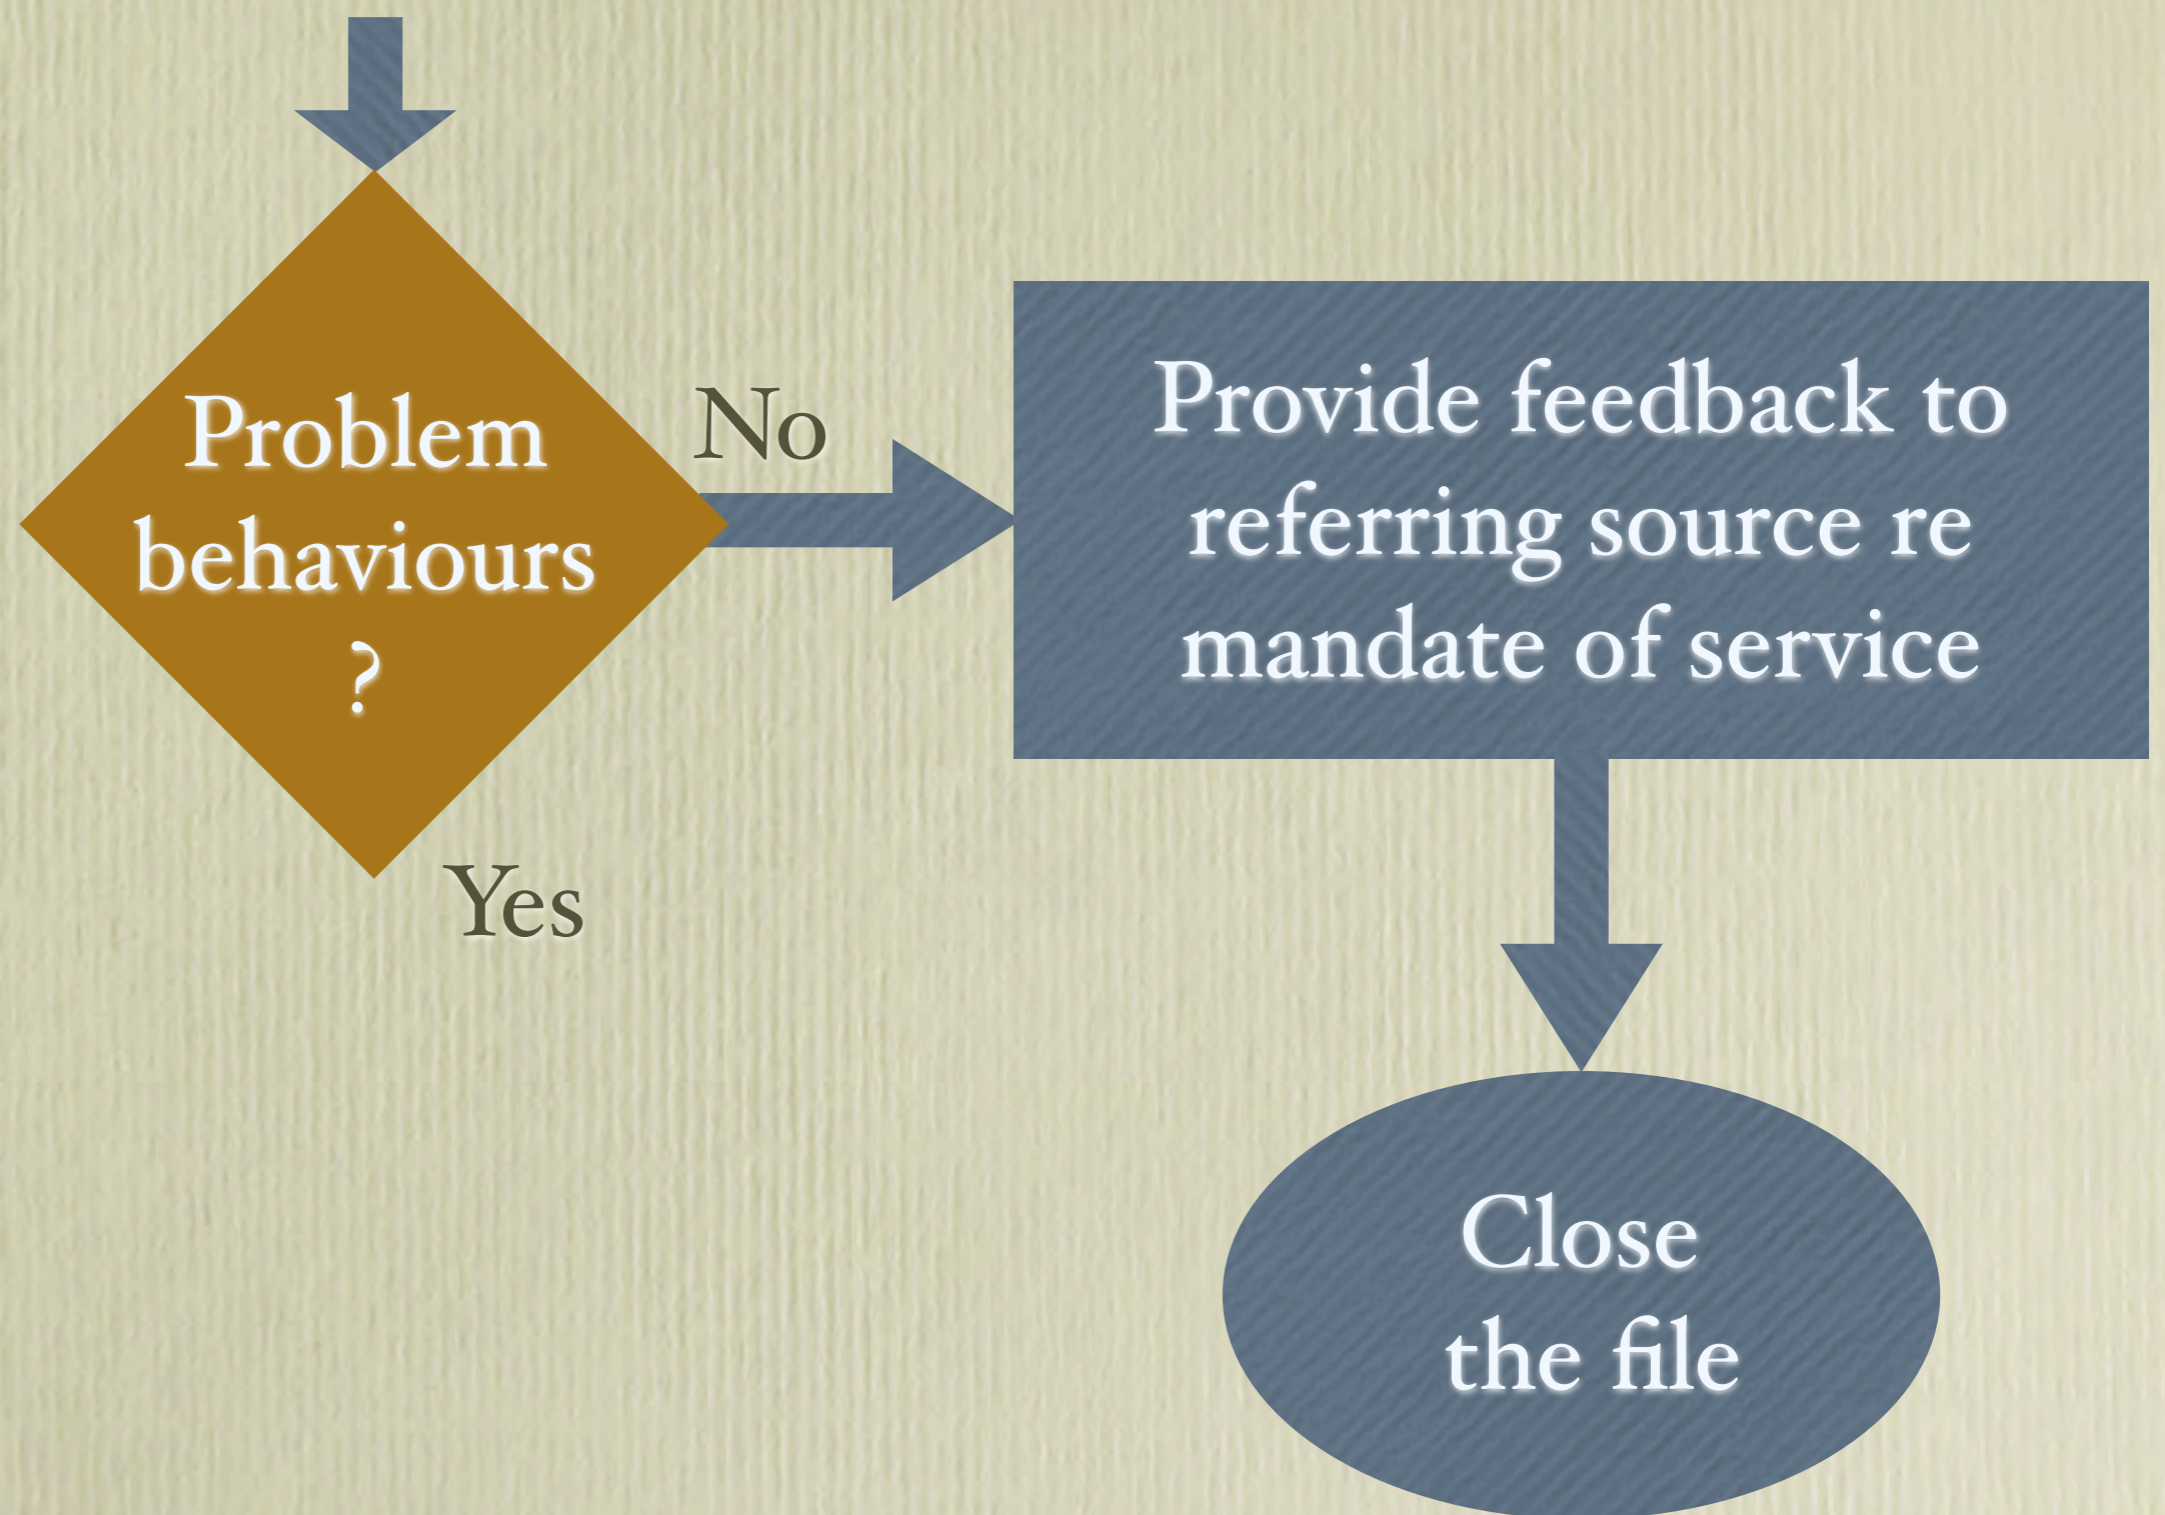 Problem
behaviours
?
No
Yes
Provide feedback to
referring source re
mandate of service
Close
the file